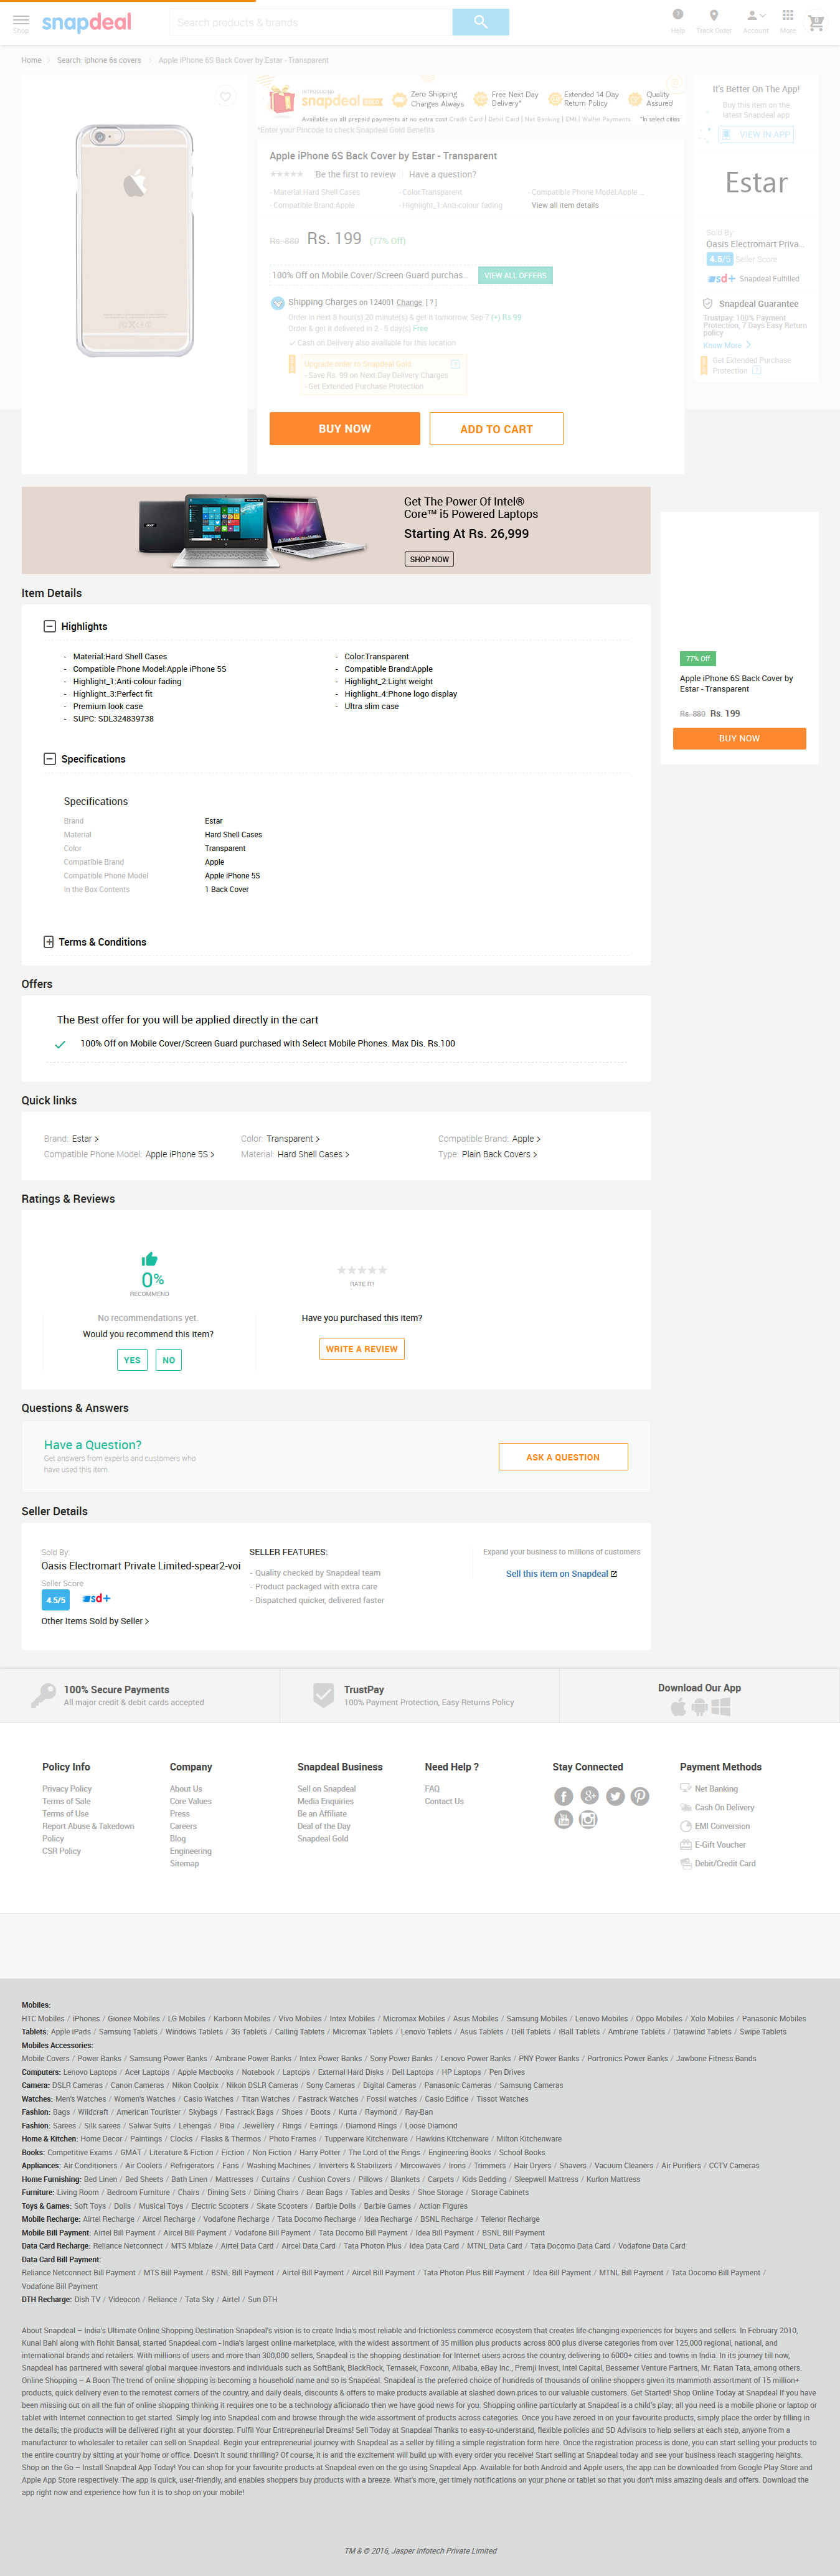 Shop
snapdeal
Search products & brands
Help
Track Order
Account
More
0
Home
Search: iphone 6s covers
Apple iPhone 6S Back Cover by Estar - Transparent
INTRODUCING
snapdeal GOLD
Zero Shipping
Charges Always
Free Next Day
Delivery*
Extended 14 Day
Return Policy
Quality
Assured
Available on all prepaid payments at no extra cost Credit Card | Debit Card | Net Banking | EMI | Wallet Payments *In select cities
*Enter your Pincode to check Snapdeal Gold Benefits
Apple iPhone 6S Back Cover by Estar - Transparent
Be the first to review
Have a question?
- Material:Hard Shell Cases
- Color:Transparent
- Compatible Phone Model:Apple ...
- Compatible Brand:Apple
- Highlight_1:Anti-colour fading
View all item details
Rs. 880 Rs. 199 (77% Off)
100% Off on Mobile Cover/Screen Guard purchas...
VIEW ALL OFFERS
Shipping Charges on 124001 Change [ ? ]
Order in next 8 hour(s) 20 minute(s) & get it tomorrow, Sep 7 (+) Rs 99
Order & get it delivered in 2 - 5 day(s) Free
Cash on Delivery also available for this location
Upgrade order to Snapdeal Gold
?
- Save Rs. 99 on Next Day Delivery Charges
- Get Extended Purchase Protection
BUY NOW
ADD TO CART
It's Better On The App!
Buy this item on the
latest Snapdeal app
VIEW IN APP
Estar
Sold By:
Oasis Electromart Priva...
4.5/5 Seller Score
sd+ Snapdeal Fulfilled
Snapdeal Guarantee
Trustpay: 100% Payment
Protection, 7 Days Easy Return
policy
Know More
Get Extended Purchase
Protection ?
Get The Power Of Intel®
Core™ i5 Powered Laptops
Starting At Rs. 26,999
SHOP NOW
77% Off
Apple iPhone 6S Back Cover by
Estar - Transparent
Rs. 880 Rs. 199
BUY NOW
Item Details
Highlights
- Material:Hard Shell Cases
- Color:Transparent
- Compatible Phone Model:Apple iPhone 5S
- Compatible Brand:Apple
- Highlight_1:Anti-colour fading
- Highlight_2:Light weight
- Highlight_3:Perfect fit
- Highlight_4:Phone logo display
- Premium look case
- Ultra slim case
- SUPC: SDL324839738
Specifications
Specifications
Brand Estar
Material Hard Shell Cases
Color Transparent
Compatible Brand Apple
Compatible Phone Model Apple iPhone 5S
In the Box Contents 1 Back Cover
Terms & Conditions
Offers
The Best offer for you will be applied directly in the cart
100% Off on Mobile Cover/Screen Guard purchased with Select Mobile Phones. Max Dis. Rs.100
Quick links
Brand: Estar
Color: Transparent
Compatible Brand: Apple
Compatible Phone Model: Apple iPhone 5S
Material: Hard Shell Cases
Type: Plain Back Covers
Ratings & Reviews
0%
RECOMMEND
RATE IT!
No recommendations yet.
Would you recommend this item?
Have you purchased this item?
YES
NO
WRITE A REVIEW
Questions & Answers
Have a Question?
Get answers from experts and customers who
have used this item.
ASK A QUESTION
Seller Details
Sold By:
Oasis Electromart Private Limited-spear2-voi
Seller Score
4.5/5 sd+
Other Items Sold by Seller
SELLER FEATURES:
- Quality checked by Snapdeal team
- Product packaged with extra care
- Dispatched quicker, delivered faster
Expand your business to millions of customers
Sell this item on Snapdeal
100% Secure Payments
All major credit & debit cards accepted
TrustPay
100% Payment Protection, Easy Returns Policy
Download Our App
Policy Info
Privacy Policy
Terms of Sale
Terms of Use
Report Abuse & Takedown
Policy
CSR Policy
Company
About Us
Core Values
Press
Careers
Blog
Engineering
Sitemap
Snapdeal Business
Sell on Snapdeal
Media Enquiries
Be an Affiliate
Deal of the Day
Snapdeal Gold
Need Help ?
FAQ
Contact Us
Stay Connected
Payment Methods
Net Banking
Cash On Delivery
EMI Conversion
E-Gift Voucher
Debit/Credit Card
Mobiles:
HTC Mobiles / iPhones / Gionee Mobiles / LG Mobiles / Karbonn Mobiles / Vivo Mobiles / Intex Mobiles / Micromax Mobiles / Asus Mobiles / Samsung Mobiles / Lenovo Mobiles / Oppo Mobiles / Xolo Mobiles / Panasonic Mobiles
Tablets: Apple iPads / Samsung Tablets / Windows Tablets / 3G Tablets / Calling Tablets / Micromax Tablets / Lenovo Tablets / Asus Tablets / Dell Tablets / iBall Tablets / Ambrane Tablets / Datawind Tablets / Swipe Tablets
Mobiles Accessories:
Mobile Covers / Power Banks / Samsung Power Banks / Ambrane Power Banks / Intex Power Banks / Sony Power Banks / Lenovo Power Banks / PNY Power Banks / Portronics Power Banks / Jawbone Fitness Bands
Computers: Lenovo Laptops / Acer Laptops / Apple Macbooks / Notebook / Laptops / External Hard Disks / Dell Laptops / HP Laptops / Pen Drives
Camera: DSLR Cameras / Canon Cameras / Nikon Coolpix / Nikon DSLR Cameras / Sony Cameras / Digital Cameras / Panasonic Cameras / Samsung Cameras
Watches: Men's Watches / Women's Watches / Casio Watches / Titan Watches / Fastrack Watches / Fossil watches / Casio Edifice / Tissot Watches
Fashion: Bags / Wildcraft / American Tourister / Skybags / Fastrack Bags / Shoes / Boots / Kurta / Raymond / Ray-Ban
Fashion: Sarees / Silk sarees / Salwar Suits / Lehengas / Biba / Jewellery / Rings / Earrings / Diamond Rings / Loose Diamond
Home & Kitchen: Home Decor / Paintings / Clocks / Flasks & Thermos / Photo Frames / Tupperware Kitchenware / Hawkins Kitchenware / Milton Kitchenware
Books: Competitive Exams / GMAT / Literature & Fiction / Fiction / Non Fiction / Harry Potter / The Lord of the Rings / Engineering Books / School Books
Appliances: Air Conditioners / Air Coolers / Refrigerators / Fans / Washing Machines / Inverters & Stabilizers / Mircowaves / Irons / Trimmers / Hair Dryers / Shavers / Vacuum Cleaners / Air Purifiers / CCTV Cameras
Home Furnishing: Bed Linen / Bed Sheets / Bath Linen / Mattresses / Curtains / Cushion Covers / Pillows / Blankets / Carpets / Kids Bedding / Sleepwell Mattress / Kurlon Mattress
Furniture: Living Room / Bedroom Furniture / Chairs / Dining Sets / Dining Chairs / Bean Bags / Tables and Desks / Shoe Storage / Storage Cabinets
Toys & Games: Soft Toys / Dolls / Musical Toys / Electric Scooters / Skate Scooters / Barbie Dolls / Barbie Games / Action Figures
Mobile Recharge: Airtel Recharge / Aircel Recharge / Vodafone Recharge / Tata Docomo Recharge / Idea Recharge / BSNL Recharge / Telenor Recharge
Mobile Bill Payment: Airtel Bill Payment / Aircel Bill Payment / Vodafone Bill Payment / Tata Docomo Bill Payment / Idea Bill Payment / BSNL Bill Payment
Data Card Recharge: Reliance Netconnect / MTS Mblaze / Airtel Data Card / Aircel Data Card / Tata Photon Plus / Idea Data Card / MTNL Data Card / Tata Docomo Data Card / Vodafone Data Card
Data Card Bill Payment:
Reliance Netconnect Bill Payment / MTS Bill Payment / BSNL Bill Payment / Airtel Bill Payment / Aircel Bill Payment / Tata Photon Plus Bill Payment / Idea Bill Payment / MTNL Bill Payment / Tata Docomo Bill Payment /
Vodafone Bill Payment
DTH Recharge: Dish TV / Videocon / Reliance / Tata Sky / Airtel / Sun DTH
About Snapdeal – India's Ultimate Online Shopping Destination Snapdeal's vision is to create India's most reliable and frictionless commerce ecosystem that creates life-changing experiences for buyers and sellers. In February 2010,
Kunal Bahl along with Rohit Bansal, started Snapdeal.com - India's largest online marketplace, with the widest assortment of 35 million plus products across 800 plus diverse categories from over 125,000 regional, national, and
international brands and retailers. With millions of users and more than 300,000 sellers, Snapdeal is the shopping destination for Internet users across the country, delivering to 6000+ cities and towns in India. In its journey till now,
Snapdeal has partnered with several global marquee investors and individuals such as SoftBank, BlackRock, Temasek, Foxconn, Alibaba, eBay Inc., Premji Invest, Intel Capital, Bessemer Venture Partners, Mr. Ratan Tata, among others.
Online Shopping – A Boon The trend of online shopping is becoming a household name and so is Snapdeal. Snapdeal is the preferred choice of hundreds of thousands of online shoppers given its mammoth assortment of 15 million+
products, quick delivery even to the remotest corners of the country, and daily deals, discounts & offers to make products available at slashed down prices to our valuable customers. Get Started! Shop Online Today at Snapdeal If you have
been missing out on all the fun of online shopping thinking it requires one to be a technology aficionado then we have good news for you. Shopping online particularly at Snapdeal is a child's play; all you need is a mobile phone or laptop or
tablet with Internet connection to get started. Simply log into Snapdeal.com and browse through the wide assortment of products across categories. Once you have zeroed in on your favourite products, simply place the order by filling in
the details; the products will be delivered right at your doorstep. Fulfil Your Entrepreneurial Dreams! Sell Today at Snapdeal Thanks to easy-to-understand, flexible policies and SD Advisors to help sellers at each step, anyone from a
manufacturer to wholesaler to retailer can sell on Snapdeal. Begin your entrepreneurial journey with Snapdeal as a seller by filling a simple registration form here. Once the registration process is done, you can start selling your products to
the entire country by sitting at your home or office. Doesn't it sound thrilling? Of course, it is and the excitement will build up with every order you receive! Start selling at Snapdeal today and see your business reach staggering heights.
Shop on the Go – Install Snapdeal App Today! You can shop for your favourite products at Snapdeal even on the go using Snapdeal App. Available for both Android and Apple users, the app can be downloaded from Google Play Store and
Apple App Store respectively. The app is quick, user-friendly, and enables shoppers buy products with a breeze. What's more, get timely notifications on your phone or tablet so that you don't miss amazing deals and offers. Download the
app right now and experience how fun it is to shop on your mobile!
TM & © 2016, Jasper Infotech Private Limited